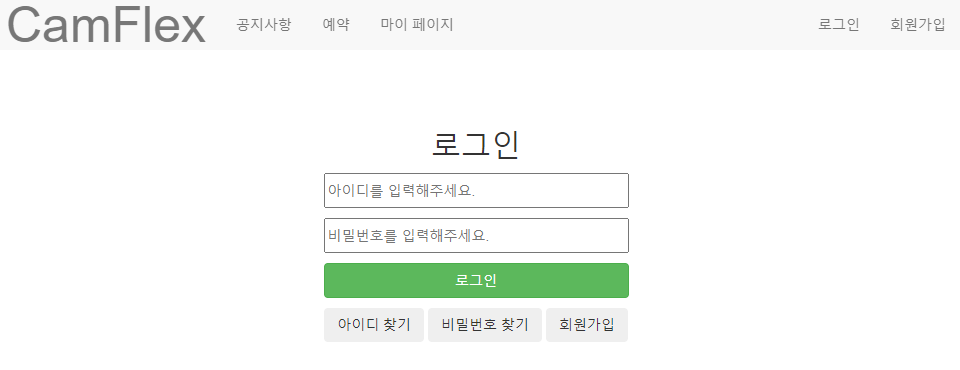 CamFlex 공지사항 예약 마이 페이지 로그인 회원가입
로그인
아이디를 입력해주세요.
비밀번호를 입력해주세요.
로그인
아이디 찾기 비밀번호 찾기 회원가입